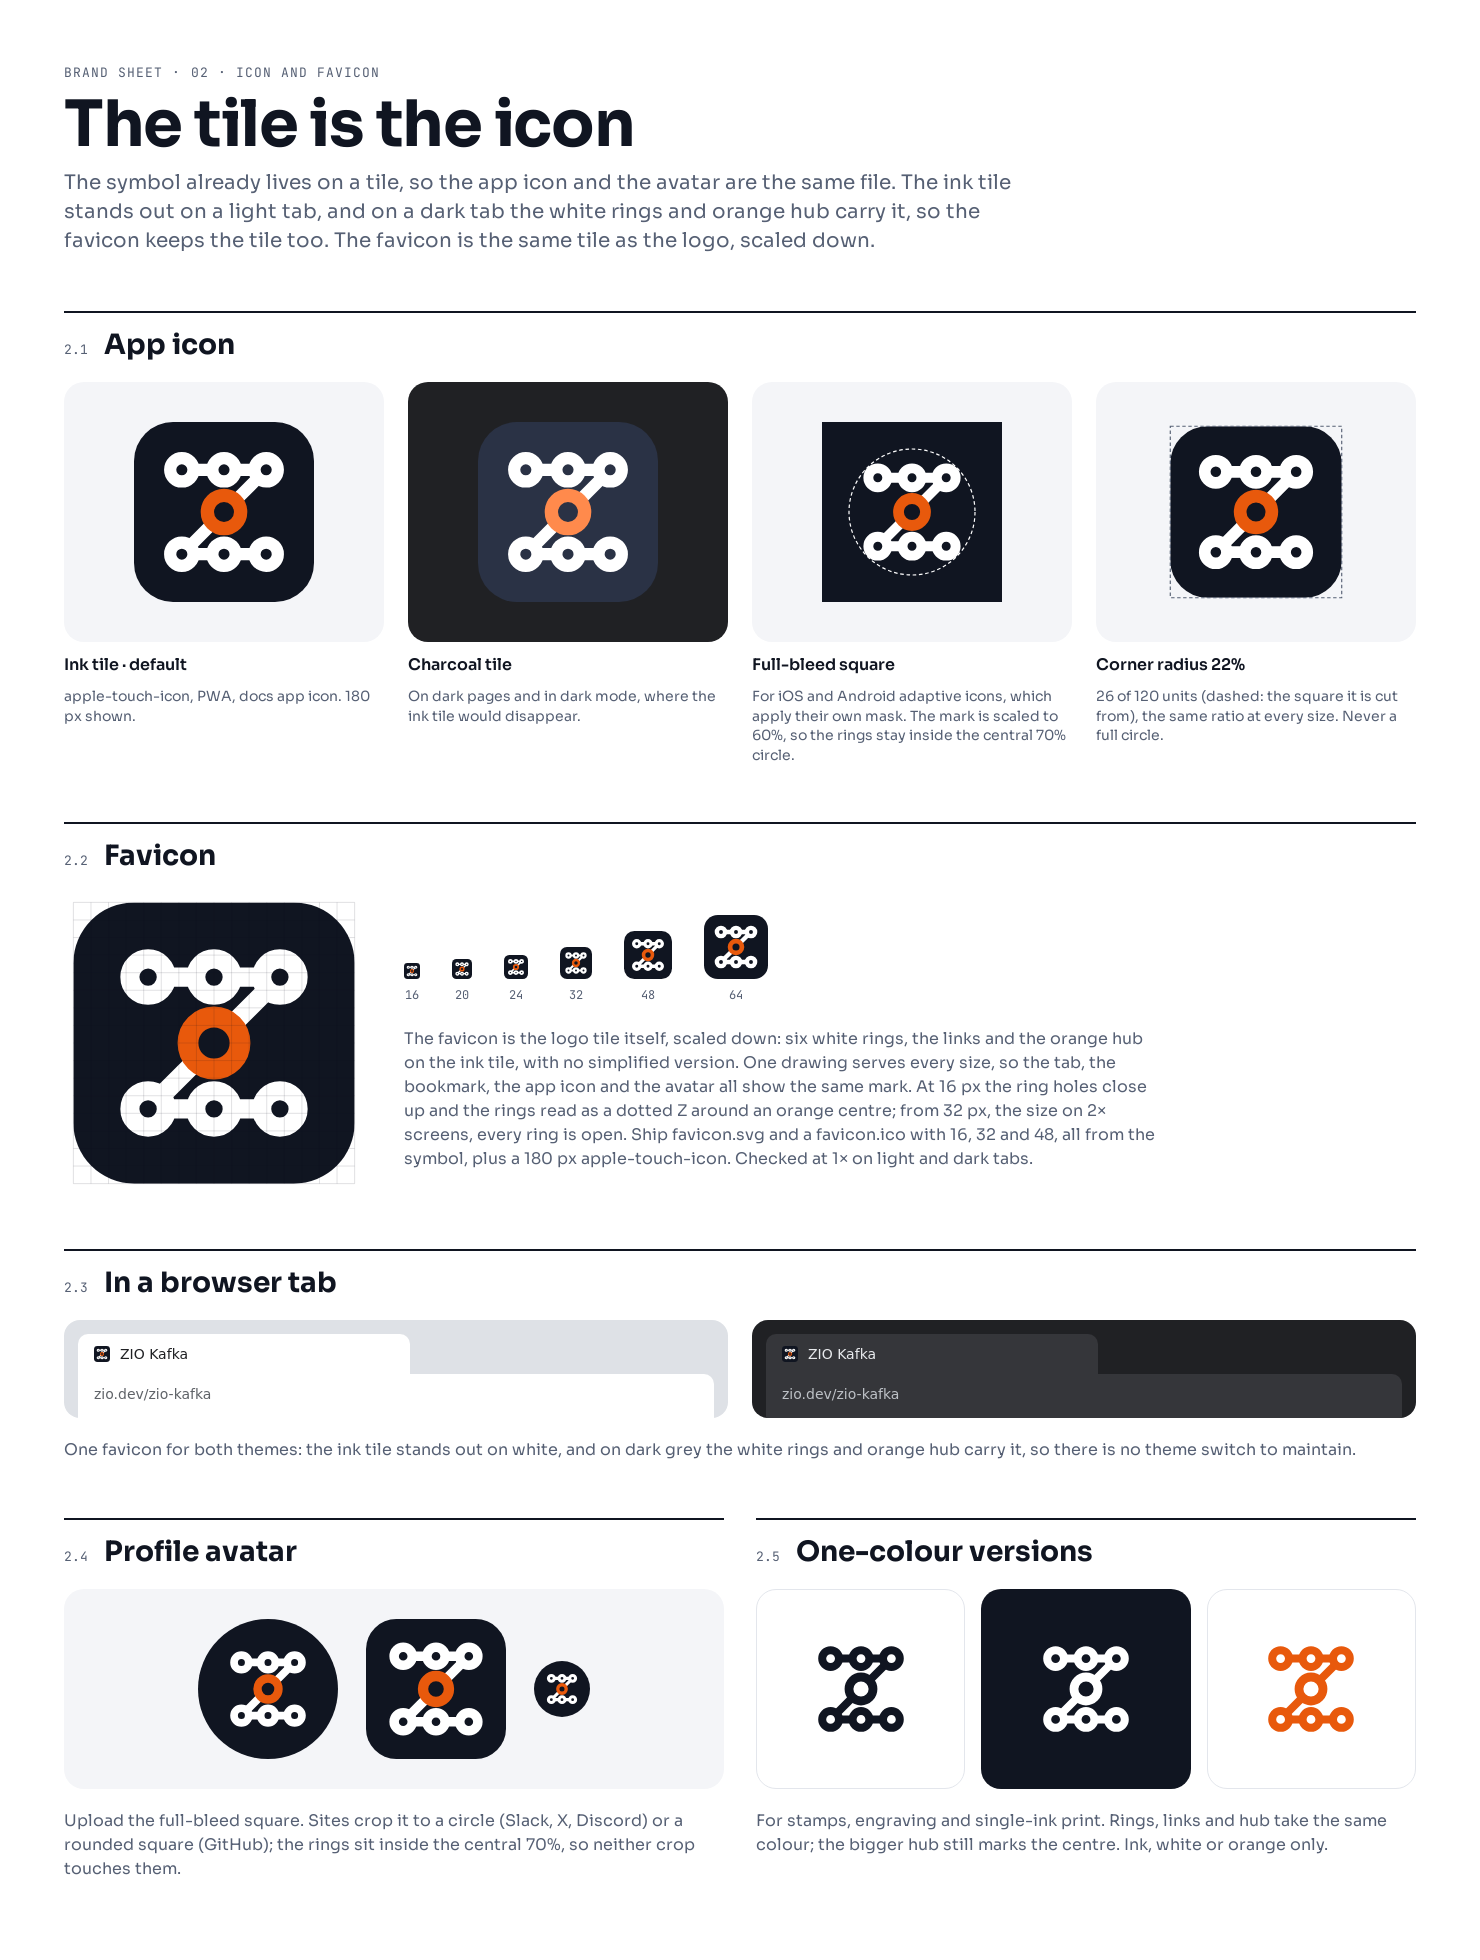 BRAND SHEET · 02 · ICON AND FAVICON
The tile is the icon
The symbol already lives on a tile, so the app icon and the avatar are the same file. The ink tile
stands out on a light tab, and on a dark tab the white rings and orange hub carry it, so the
favicon keeps the tile too. The favicon is the same tile as the logo, scaled down.
2.1 App icon
Ink tile · default
apple-touch-icon, PWA, docs app icon. 180
px shown.
Charcoal tile
On dark pages and in dark mode, where the
ink tile would disappear.
Full-bleed square
For iOS and Android adaptive icons, which
apply their own mask. The mark is scaled to
60%, so the rings stay inside the central 70%
circle.
Corner radius 22%
26 of 120 units (dashed: the square it is cut
from), the same ratio at every size. Never a
full circle.
2.2 Favicon
16 20 24 32 48 64
The favicon is the logo tile itself, scaled down: six white rings, the links and the orange hub
on the ink tile, with no simplified version. One drawing serves every size, so the tab, the
bookmark, the app icon and the avatar all show the same mark. At 16 px the ring holes close
up and the rings read as a dotted Z around an orange centre; from 32 px, the size on 2×
screens, every ring is open. Ship favicon.svg and a favicon.ico with 16, 32 and 48, all from the
symbol, plus a 180 px apple-touch-icon. Checked at 1× on light and dark tabs.
2.3 In a browser tab
ZIO Kafka
zio.dev/zio-kafka
ZIO Kafka
zio.dev/zio-kafka
One favicon for both themes: the ink tile stands out on white, and on dark grey the white rings and orange hub carry it, so there is no theme switch to maintain.
2.4 Profile avatar
Upload the full-bleed square. Sites crop it to a circle (Slack, X, Discord) or a
rounded square (GitHub); the rings sit inside the central 70%, so neither crop
touches them.
2.5 One-colour versions
For stamps, engraving and single-ink print. Rings, links and hub take the same
colour; the bigger hub still marks the centre. Ink, white or orange only.